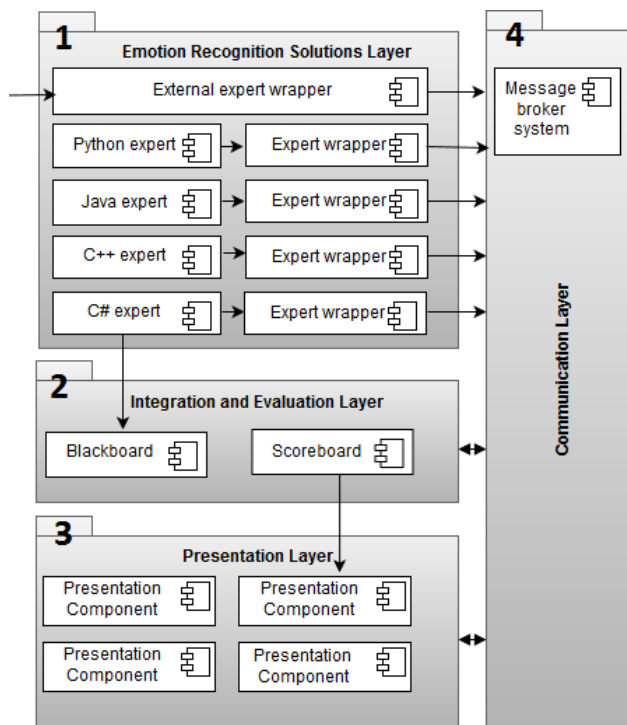 1
Emotion Recognition Solutions Layer
External expert wrapper
Python expert
Expert wrapper
Java expert
Expert wrapper
C++ expert
Expert wrapper
C# expert
Expert wrapper
2
Integration and Evaluation Layer
Blackboard
Scoreboard
3
Presentation Layer
Presentation
Component
Presentation
Component
Presentation
Component
Presentation
Component
4
Message
broker
system
Communication Layer